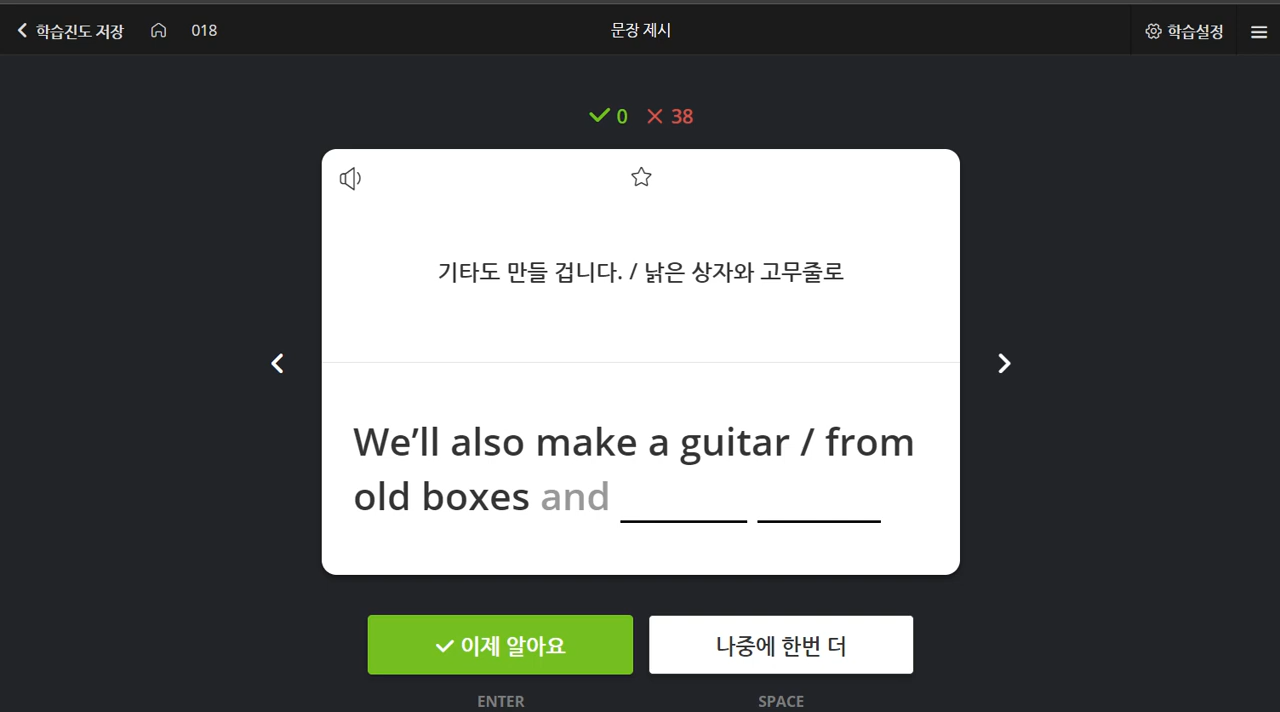 학습진도 저장 018 문장 제시 학습설정
0 38
기타도 만들 겁니다. / 낡은 상자와 고무줄로
We’ll also make a guitar / from
old boxes and
이제 알아요 나중에 한번 더
ENTER SPACE